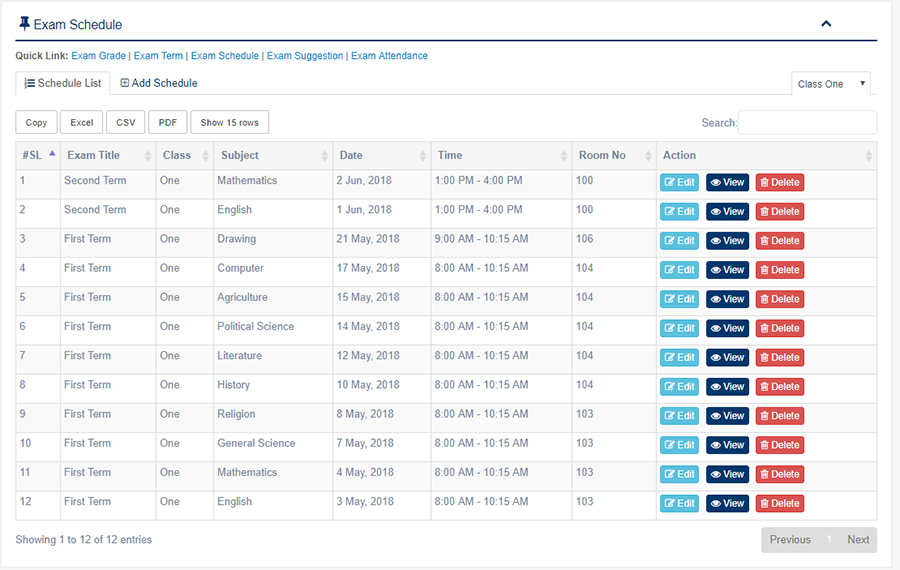 Exam Schedule
Quick Link: Exam Grade | Exam Term | Exam Schedule | Exam Suggestion | Exam Attendance
Schedule List Add Schedule Class One
Copy Excel CSV PDF Show 15 rows Search:
#SL Exam Title Class Subject Date Time Room No Action
1 Second Term One Mathematics 2 Jun, 2018 1:00 PM - 4:00 PM 100 Edit View Delete
2 Second Term One English 1 Jun, 2018 1:00 PM - 4:00 PM 100 Edit View Delete
3 First Term One Drawing 21 May, 2018 9:00 AM - 10:15 AM 106 Edit View Delete
4 First Term One Computer 17 May, 2018 8:00 AM - 10:15 AM 104 Edit View Delete
5 First Term One Agriculture 15 May, 2018 8:00 AM - 10:15 AM 104 Edit View Delete
6 First Term One Political Science 14 May, 2018 8:00 AM - 10:15 AM 104 Edit View Delete
7 First Term One Literature 12 May, 2018 8:00 AM - 10:15 AM 104 Edit View Delete
8 First Term One History 10 May, 2018 8:00 AM - 10:15 AM 104 Edit View Delete
9 First Term One Religion 8 May, 2018 8:00 AM - 10:15 AM 103 Edit View Delete
10 First Term One General Science 7 May, 2018 8:00 AM - 10:15 AM 103 Edit View Delete
11 First Term One Mathematics 4 May, 2018 8:00 AM - 10:15 AM 103 Edit View Delete
12 First Term One English 3 May, 2018 8:00 AM - 10:15 AM 103 Edit View Delete
Showing 1 to 12 of 12 entries Previous 1 Next